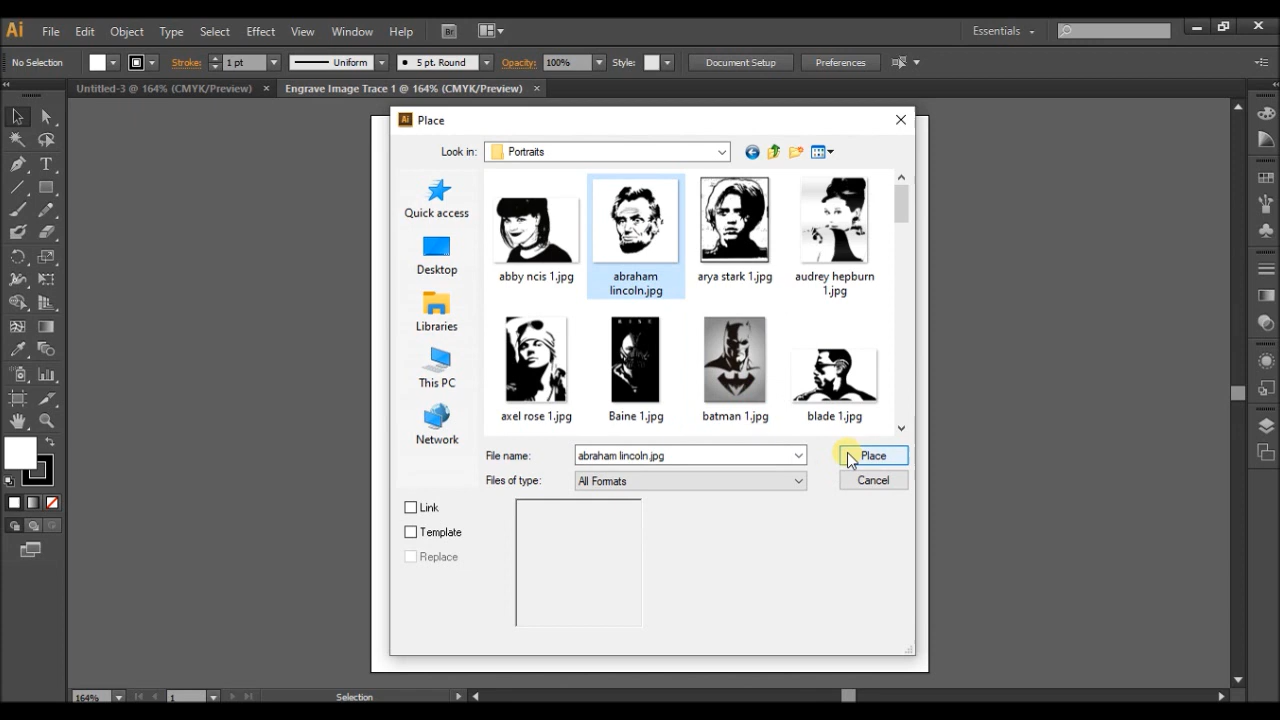 Ai File Edit Object Type Select Effect View Window Help Br Essentials
No Selection Stroke: 1 pt Uniform 5 pt. Round Opacity: 100% Style: Document Setup Preferences
Untitled-3 @ 164% (CMYK/Preview) × Engrave Image Trace 1 @ 164% (CMYK/Preview) ×
Ai Place
Look in: Portraits
Quick access
Desktop
Libraries
This PC
Network
abby ncis 1.jpg
abraham
lincoln.jpg
arya stark 1.jpg
audrey hepburn
1.jpg
RISE
axel rose 1.jpg
Baine 1.jpg
batman 1.jpg
blade 1.jpg
File name: abraham lincoln.jpg Place
Files of type: All Formats Cancel
Link
Template
Replace
164% 1 Selection